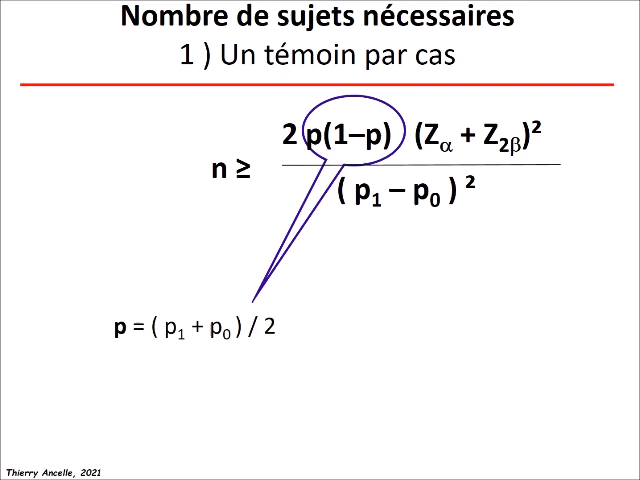 Nombre de sujets nécessaires
1 ) Un témoin par cas
2 p(1–p) (Zα + Z2β)²
n ≥
( p1 – p0 ) ²
p = ( p1 + p0 ) / 2
Thierry Ancelle, 2021